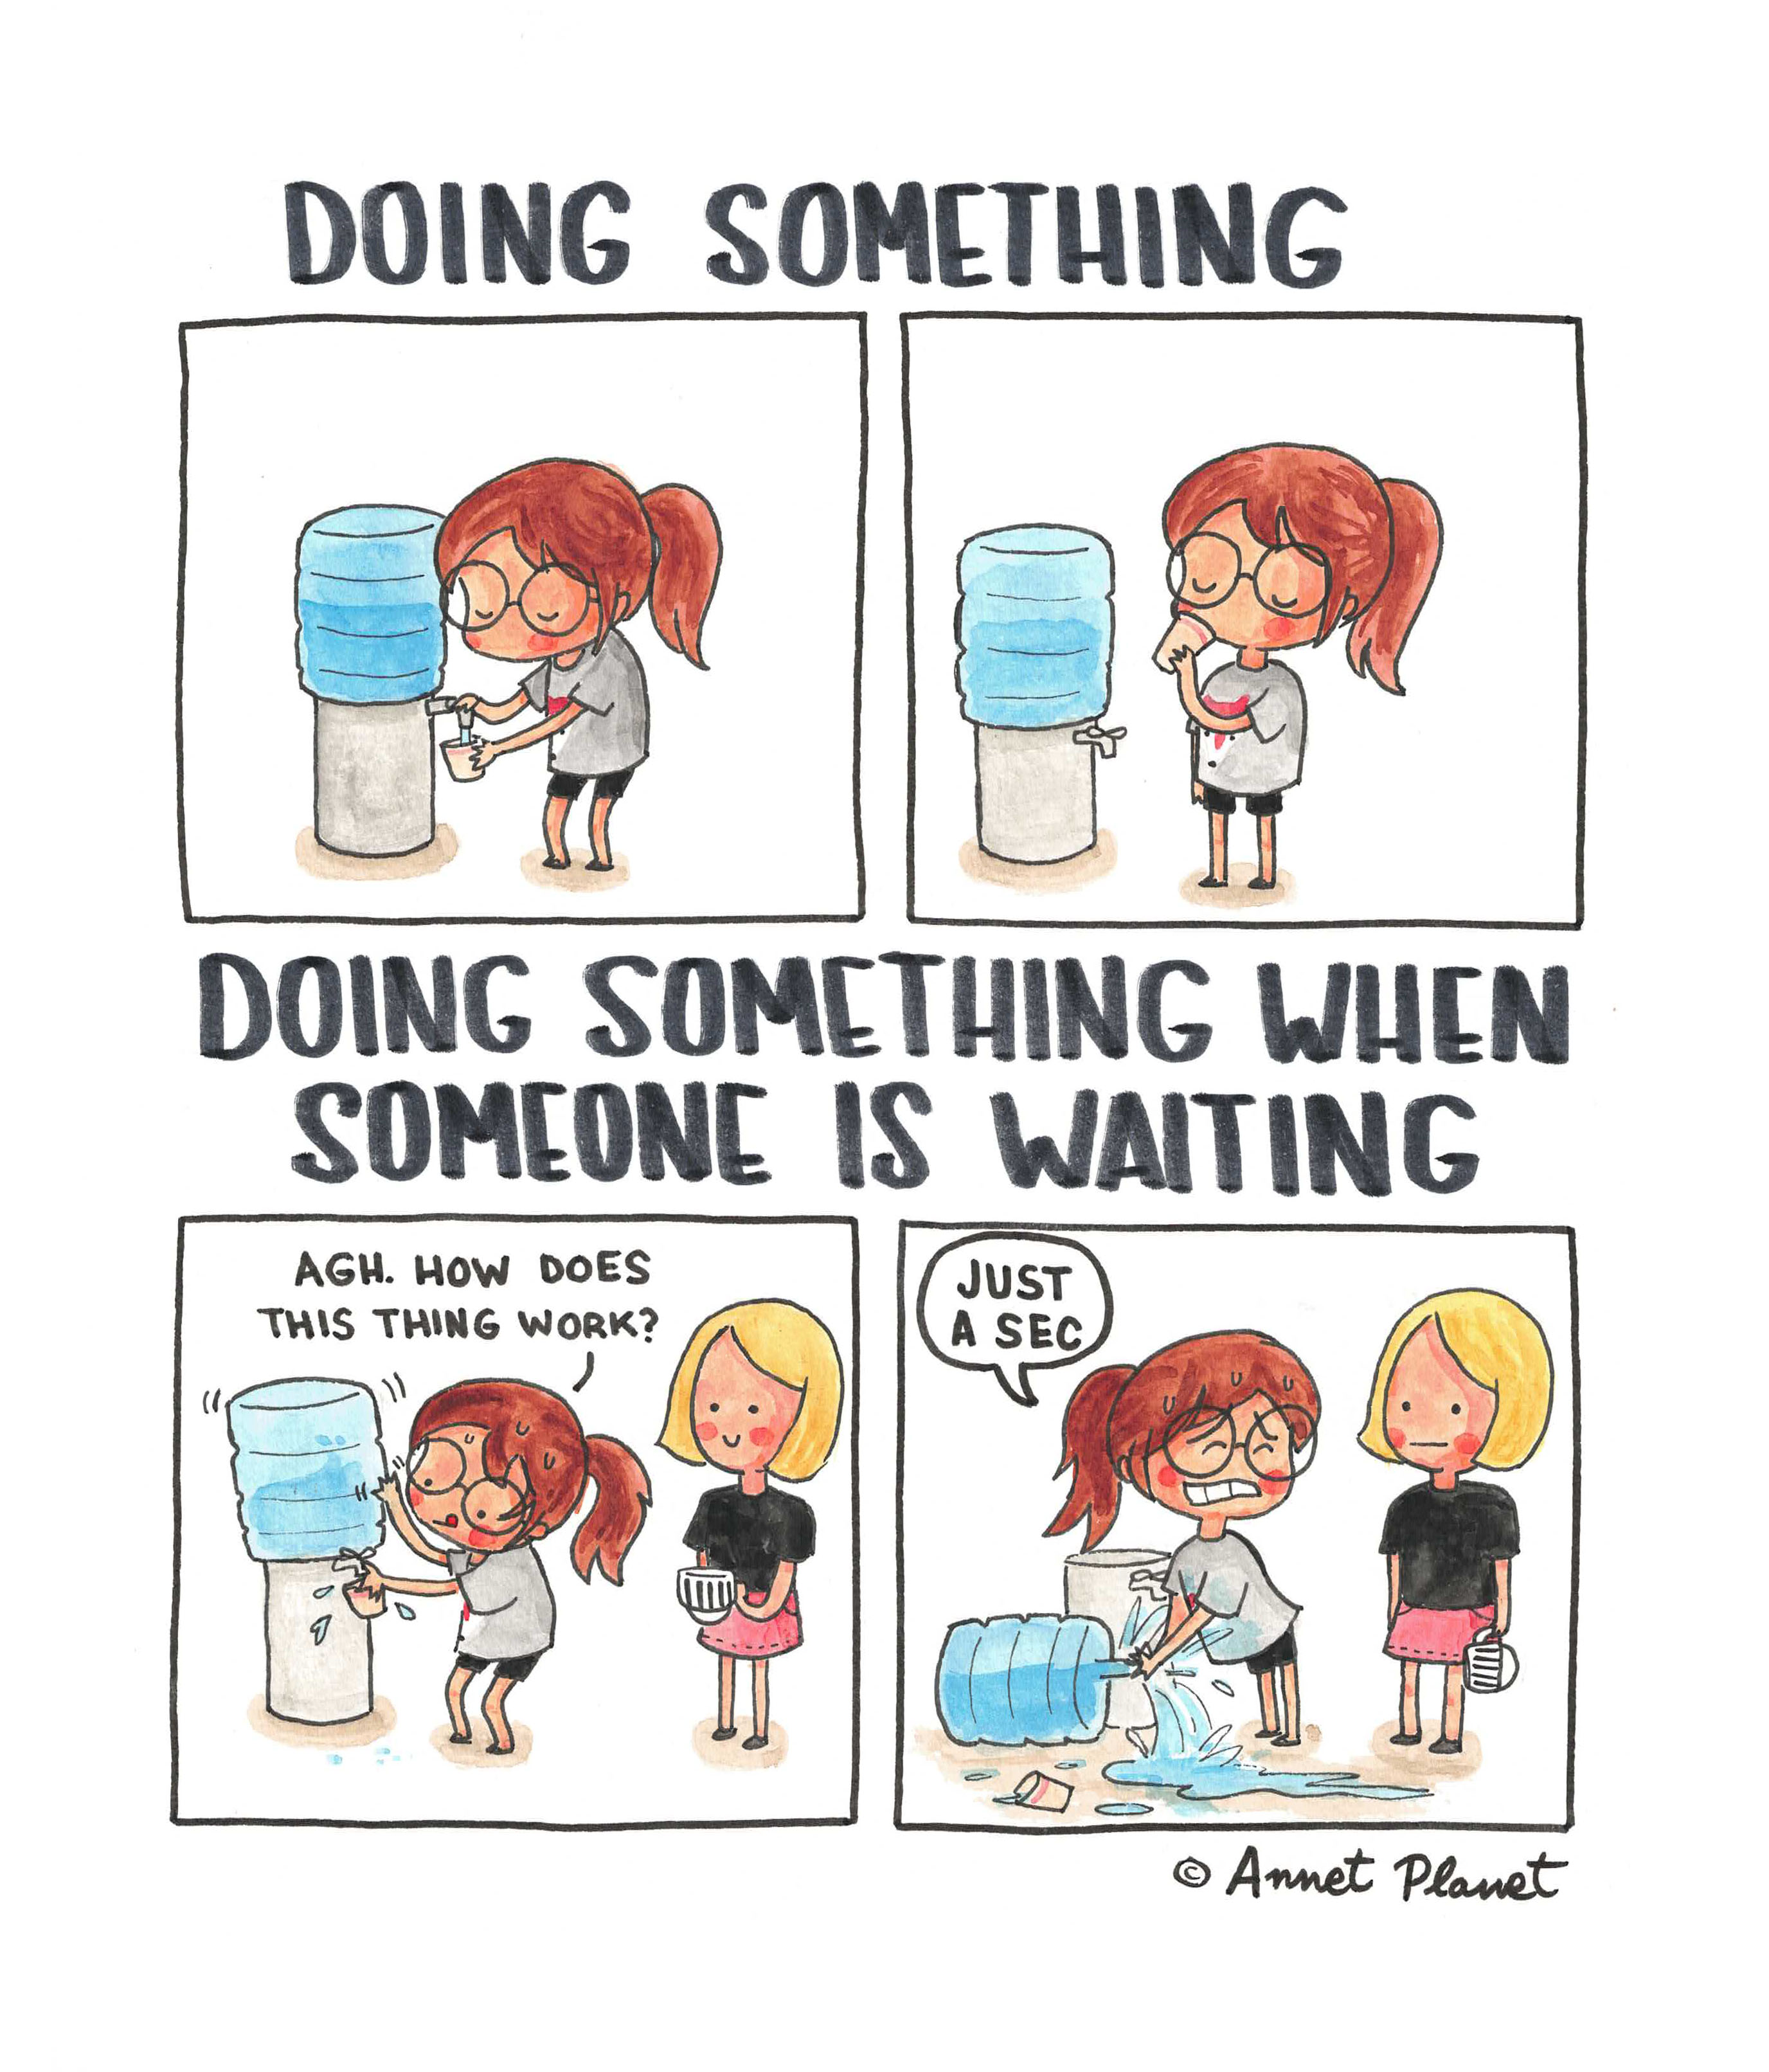 DOING SOMETHING
DOING SOMETHING WHEN
SOMEONE IS WAITING
AGH. HOW DOES
THIS THING WORK?
JUST
A SEC
© Annet Planet